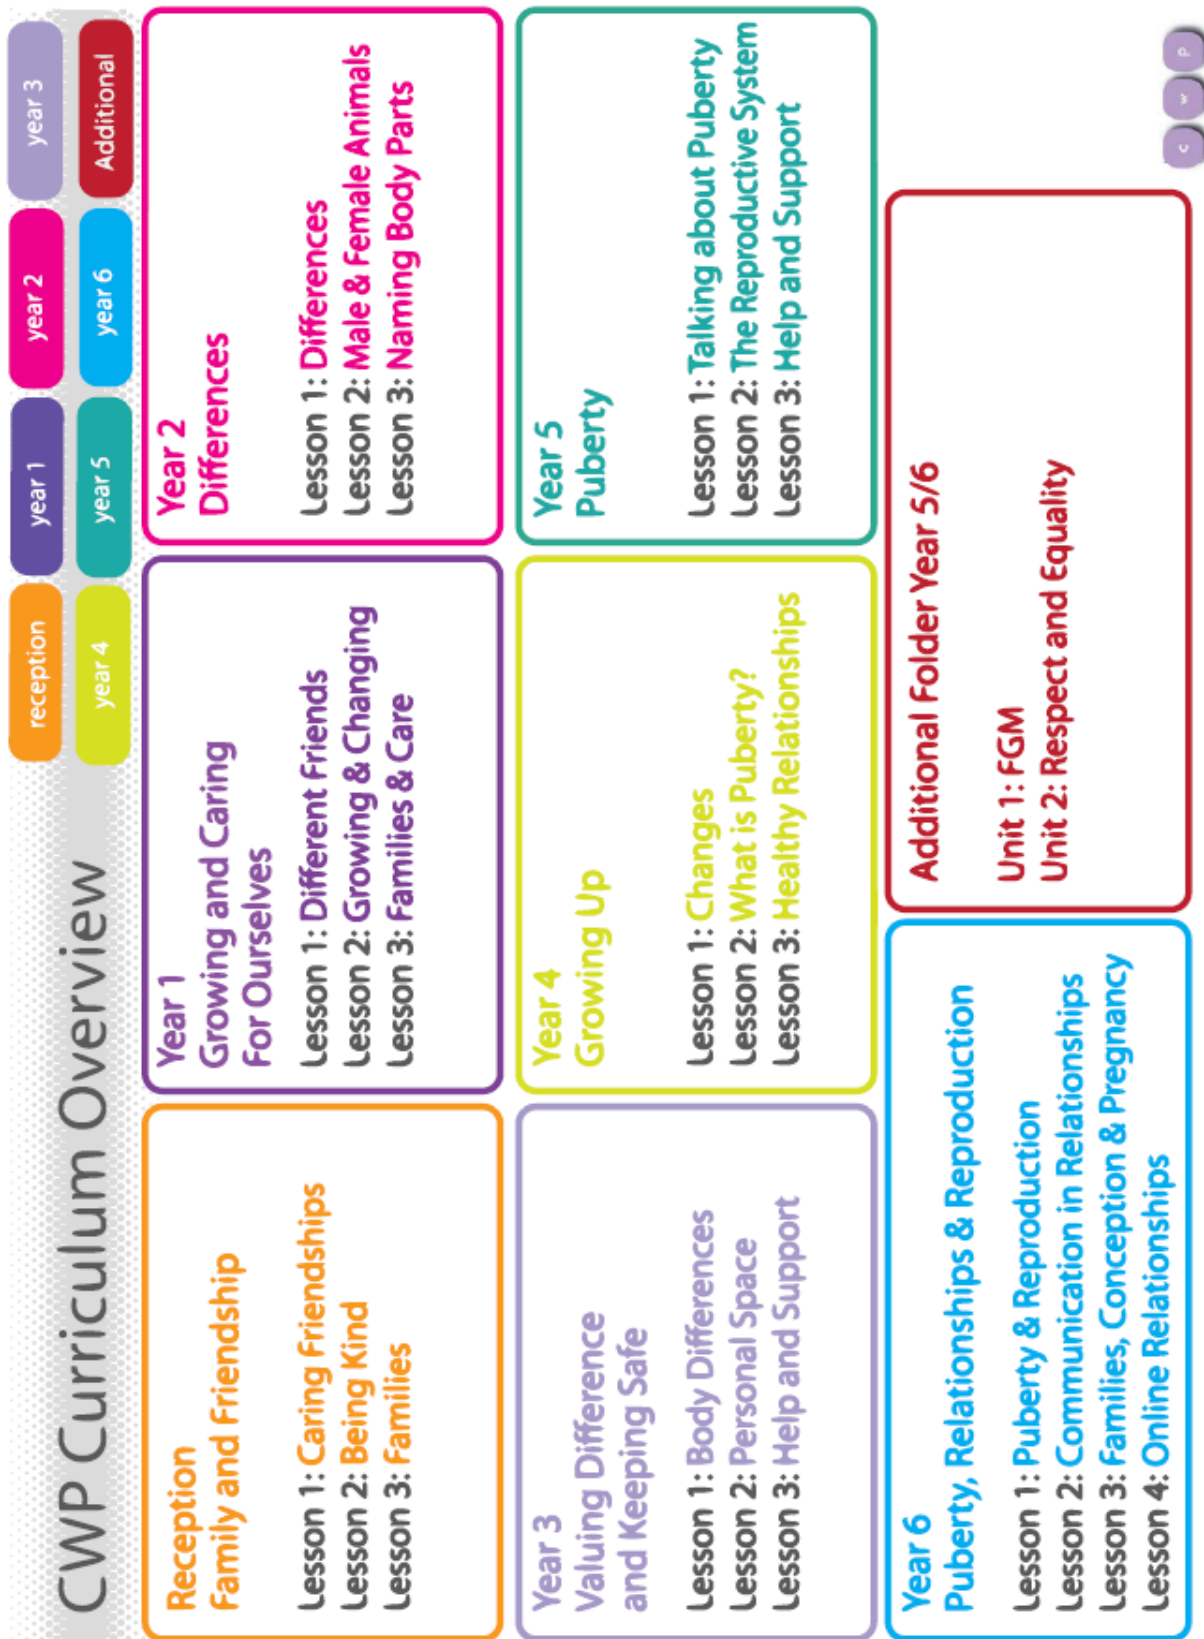 CWP Curriculum Overview
reception
year 1
year 2
year 3
year 4
year 5
year 6
Additional
Reception
Family and Friendship
Lesson 1: Caring Friendships
Lesson 2: Being Kind
Lesson 3: Families
Year 1
Growing and Caring
For Ourselves
Lesson 1: Different Friends
Lesson 2: Growing & Changing
Lesson 3: Families & Care
Year 2
Differences
Lesson 1: Differences
Lesson 2: Male & Female Animals
Lesson 3: Naming Body Parts
Year 3
Valuing Difference
and Keeping Safe
Lesson 1: Body Differences
Lesson 2: Personal Space
Lesson 3: Help and Support
Year 4
Growing Up
Lesson 1: Changes
Lesson 2: What is Puberty?
Lesson 3: Healthy Relationships
Year 5
Puberty
Lesson 1: Talking about Puberty
Lesson 2: The Reproductive System
Lesson 3: Help and Support
Year 6
Puberty, Relationships & Reproduction
Lesson 1: Puberty & Reproduction
Lesson 2: Communication in Relationships
Lesson 3: Families, Conception & Pregnancy
Lesson 4: Online Relationships
Additional Folder Year 5/6
Unit 1: FGM
Unit 2: Respect and Equality
c w p